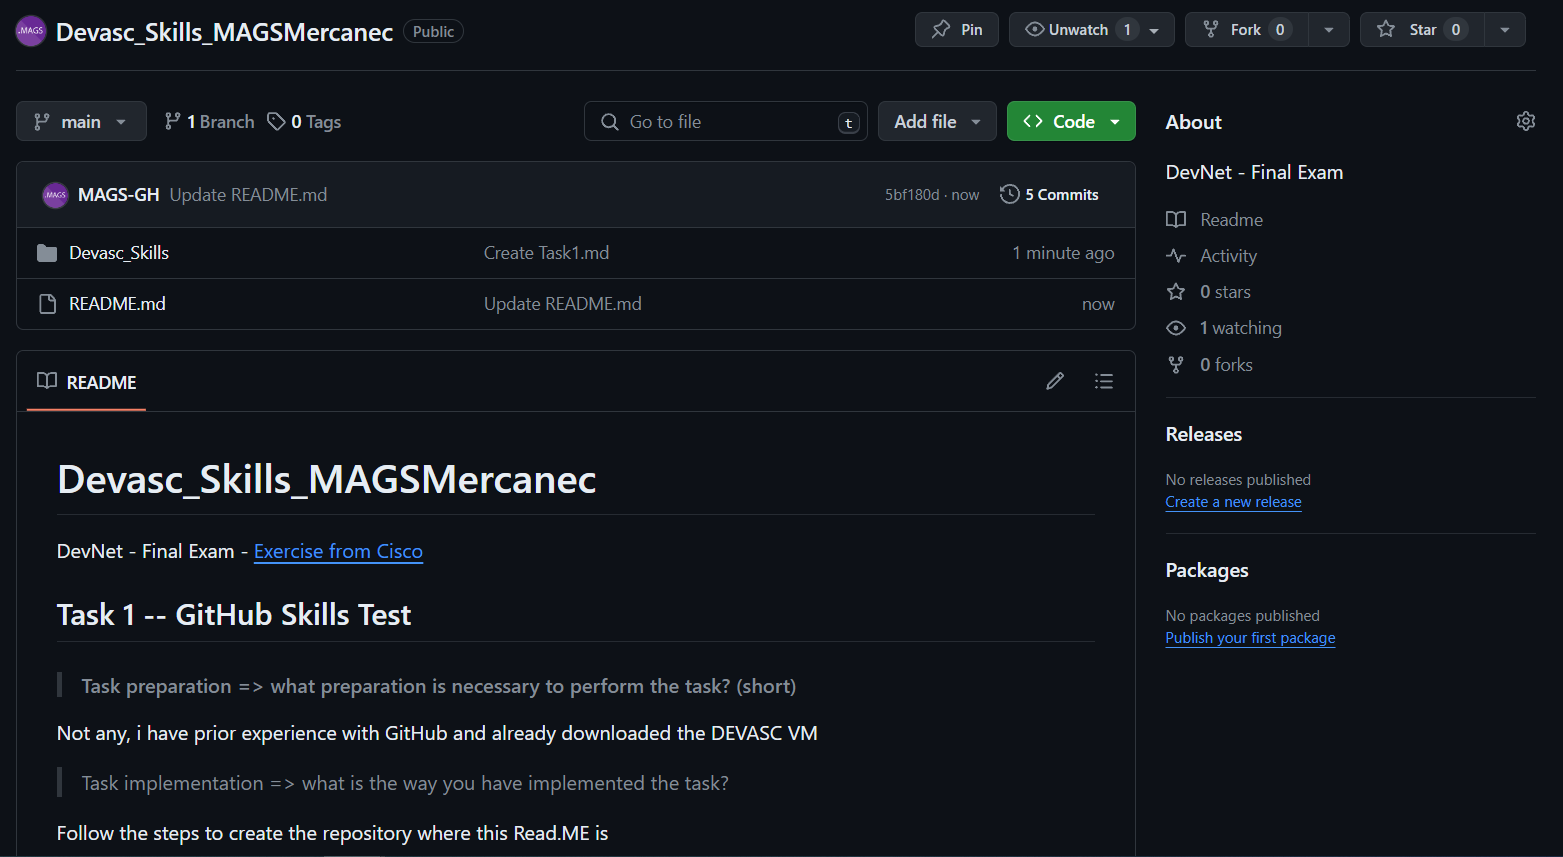 .MAGS Devasc_Skills_MAGSMercanec Public Pin Unwatch 1 Fork 0 Star 0
main 1 Branch 0 Tags Go to file t Add file Code
.MAGS MAGS-GH Update README.md 5bf180d · now 5 Commits
Devasc_Skills Create Task1.md 1 minute ago
README.md Update README.md now
README
Devasc_Skills_MAGSMercanec
DevNet - Final Exam - Exercise from Cisco
Task 1 -- GitHub Skills Test
Task preparation => what preparation is necessary to perform the task? (short)
Not any, i have prior experience with GitHub and already downloaded the DEVASC VM
Task implementation => what is the way you have implemented the task?
Follow the steps to create the repository where this Read.ME is
About
DevNet - Final Exam
Readme
Activity
0 stars
1 watching
0 forks
Releases
No releases published
Create a new release
Packages
No packages published
Publish your first package